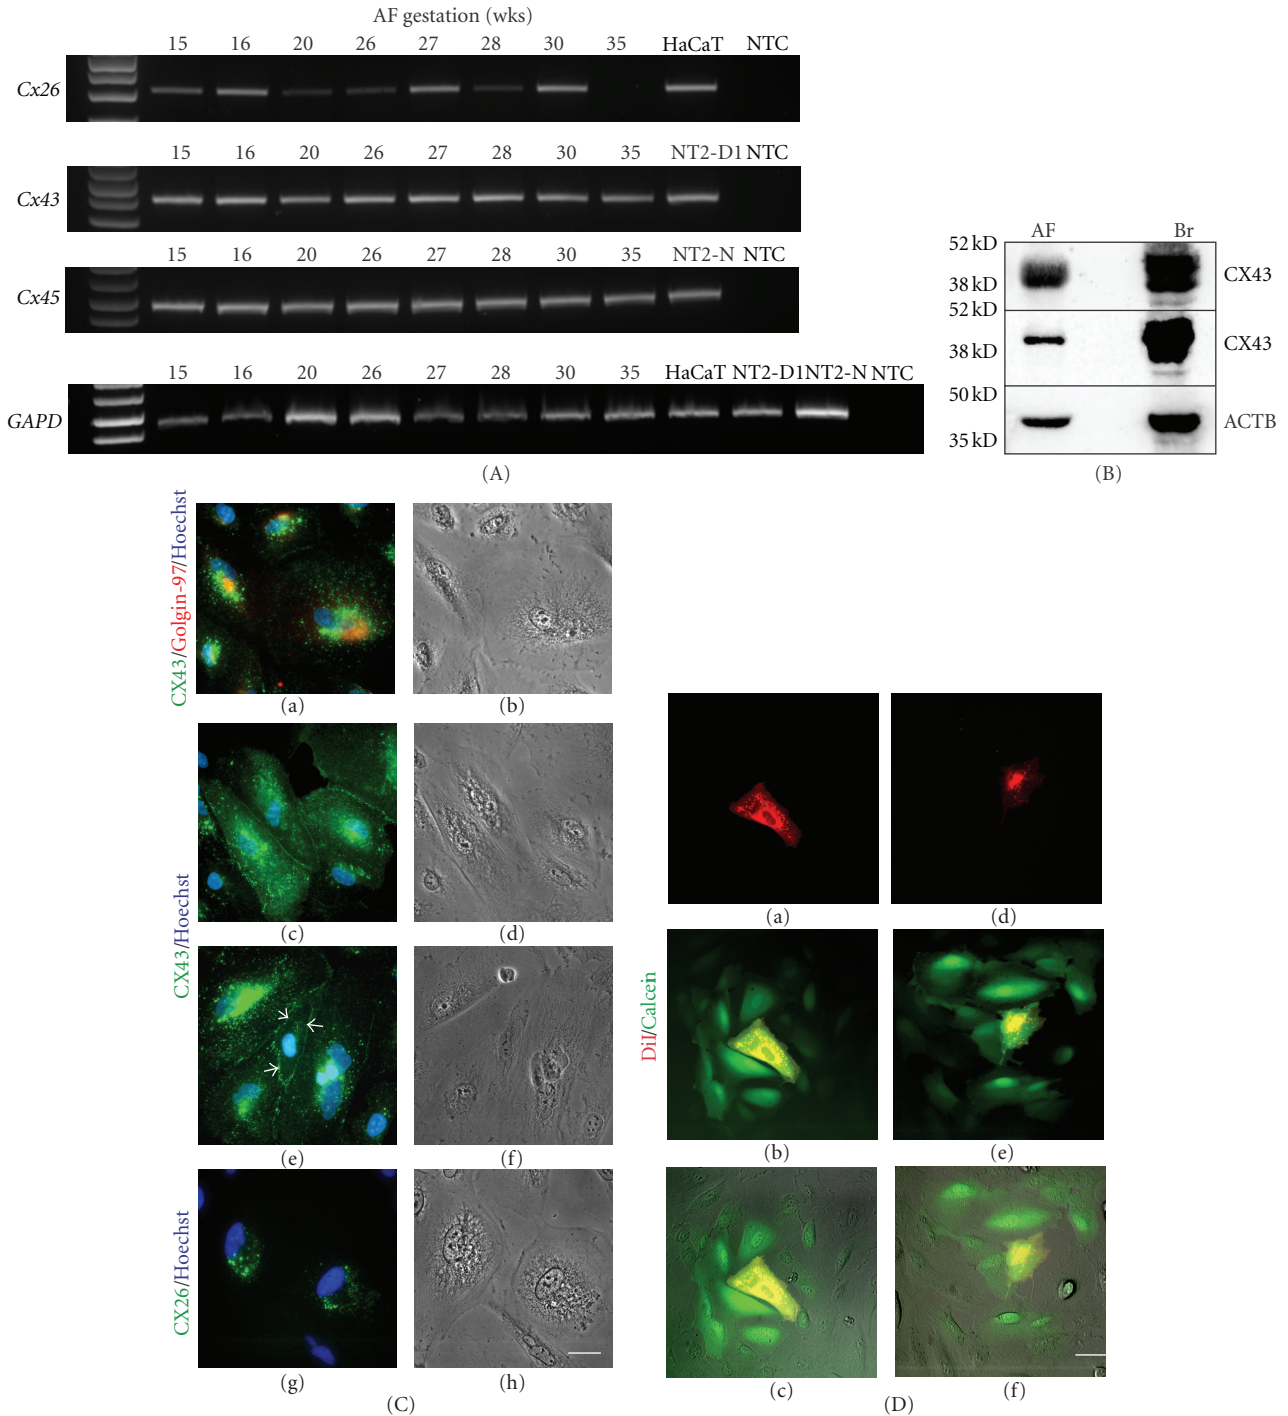 AF gestation (wks)
15 16 20 26 27 28 30 35 HaCaT NTC
Cx26
15 16 20 26 27 28 30 35 NT2-D1 NTC
Cx43
15 16 20 26 27 28 30 35 NT2-N NTC
Cx45
15 16 20 26 27 28 30 35 HaCaT NT2-D1 NT2-N NTC
GAPD
(A)
AF Br
52 kD
38 kD
CX43
52 kD
38 kD
CX43
50 kD
35 kD
ACTB
(B)
CX43/Golgin-97/Hoechst
(a) (b)
CX43/Hoechst
(c) (d)
(e) (f)
CX26/Hoechst
(g) (h)
(C)
DiI/Calcein
(a) (d)
(b) (e)
(c) (f)
(D)